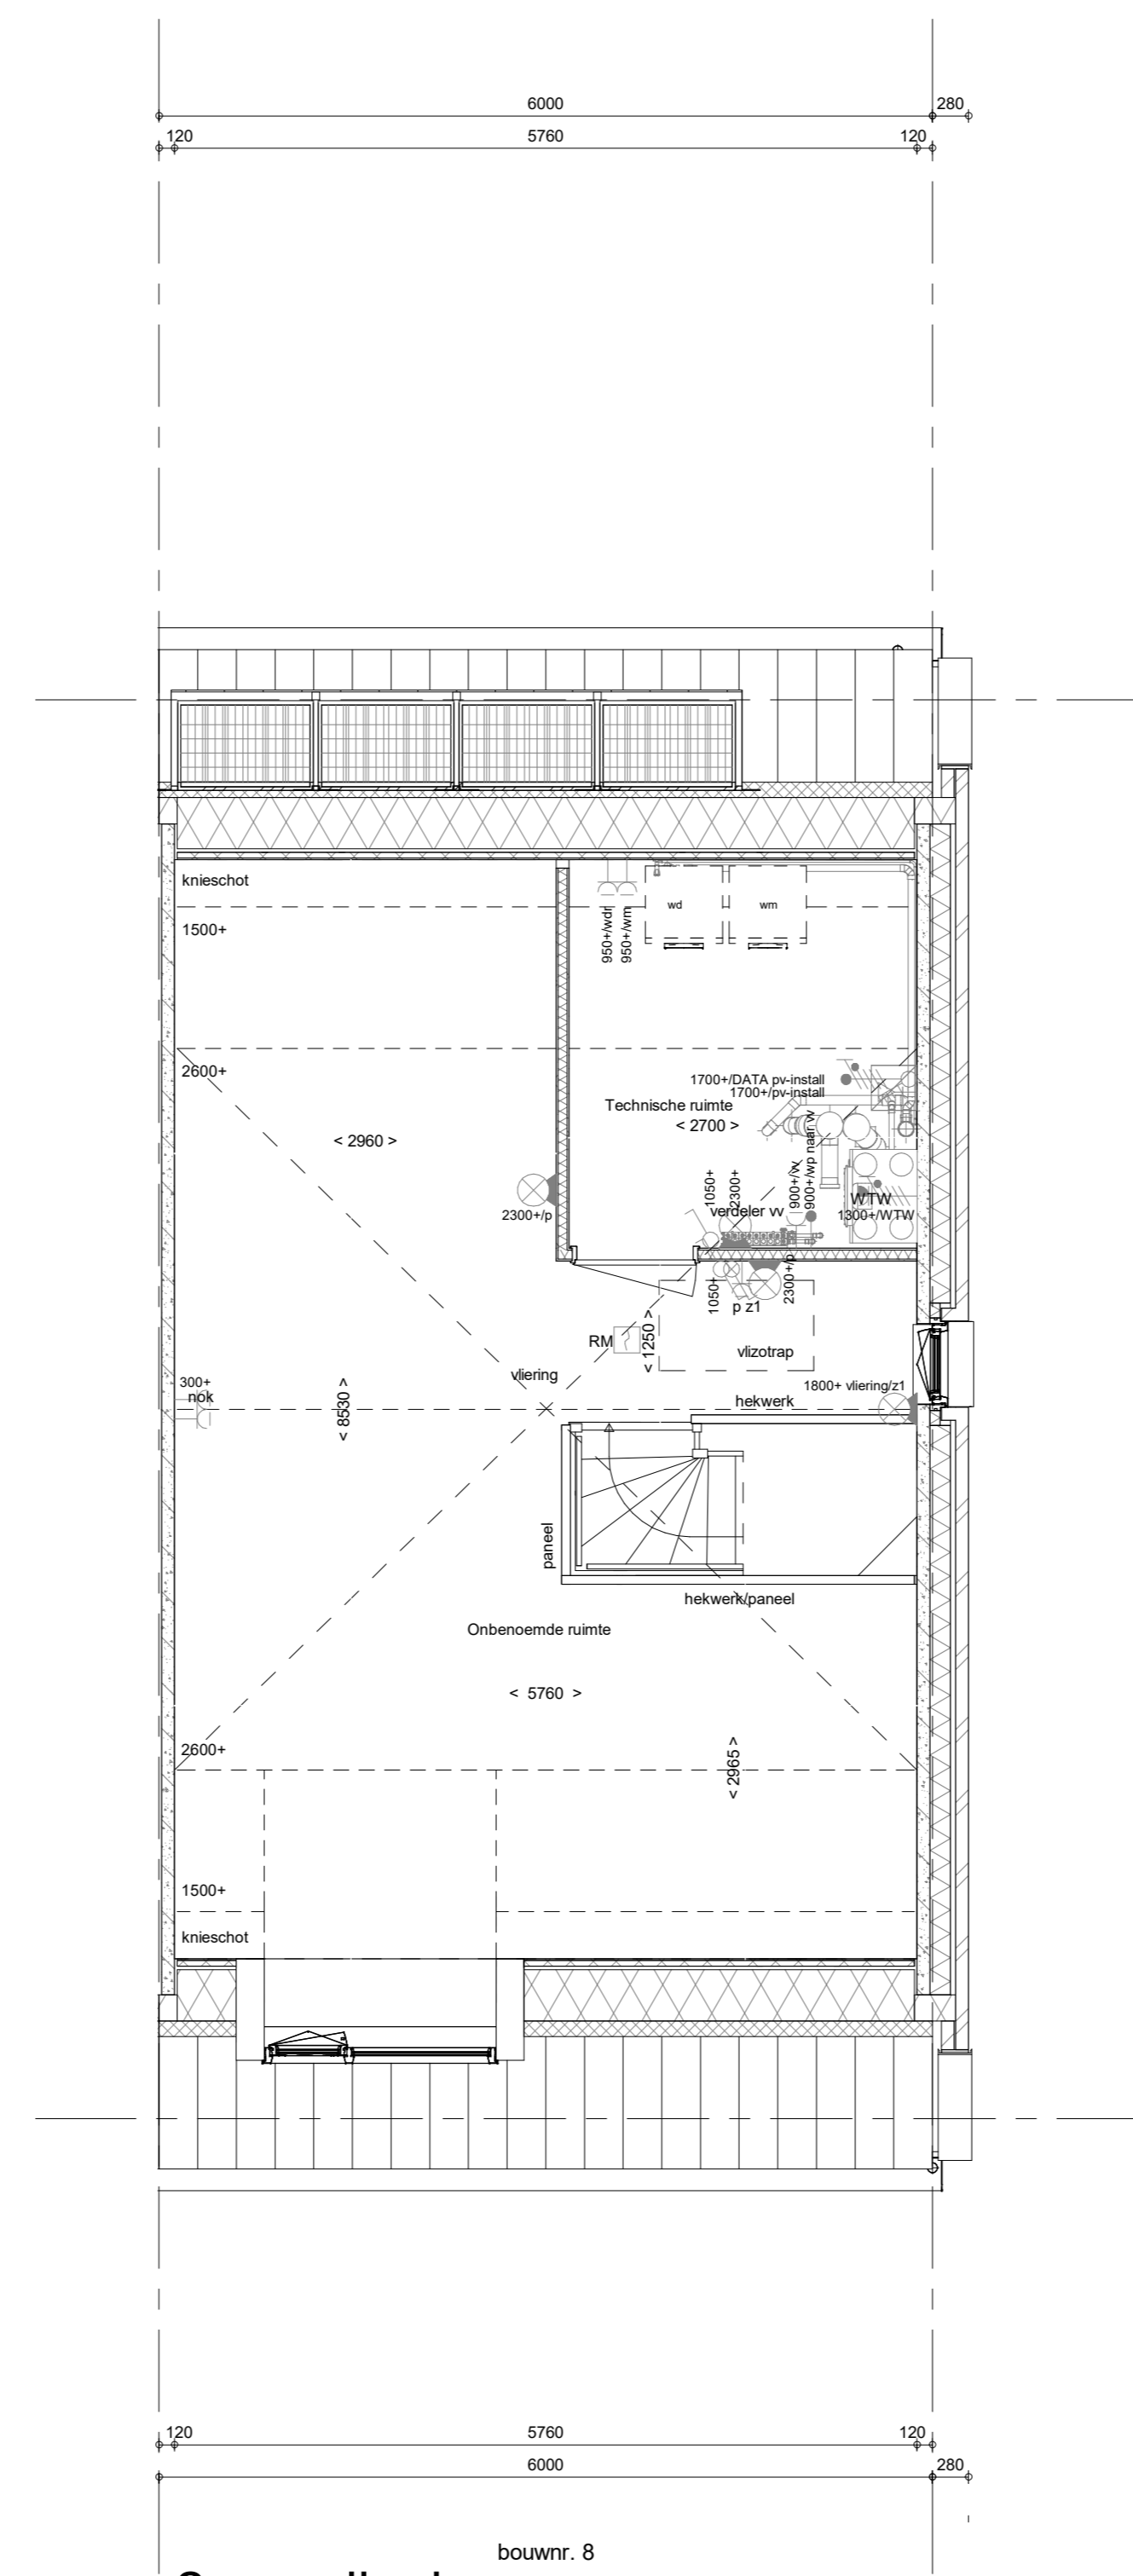 6000
280
120
5760
120
knieschot
1500+
wd
wm
950+/wdr
950+/wm
2600+
1700+/DATA pv-install
1700+/pv-install
Technische ruimte
< 2700 >
< 2960 >
1050+
2300+
900+/vv
900+/wp naar vv
WTW
1300+/WTW
verdeler vv
2300+/p
1050+
2300+/p
p z1
RM
< 1250 >
vlizotrap
vliering
300+
nok
< 8530 >
1800+ vliering/z1
hekwerk
paneel
hekwerk/paneel
Onbenoemde ruimte
< 5760 >
2600+
< 2965 >
1500+
knieschot
120
5760
120
6000
280
bouwnr. 8